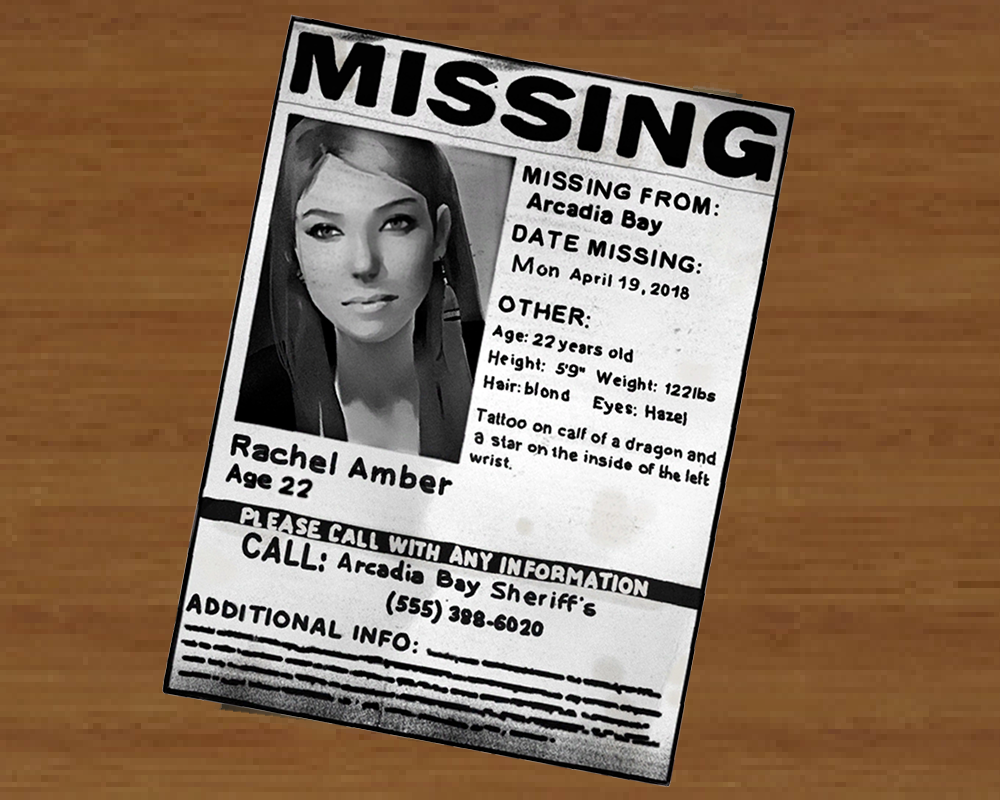 MISSING
MISSING FROM:
Arcadia Bay
DATE MISSING:
Mon April 19, 2018
OTHER:
Age: 22 years old
Height: 5'9" Weight: 122lbs
Hair: blond Eyes: Hazel
Tattoo on calf of a dragon and
a star on the inside of the left
wrist.
Rachel Amber
Age 22
PLEASE CALL WITH ANY INFORMATION
CALL: Arcadia Bay Sheriff's
(555) 398-6020
ADDITIONAL INFO: